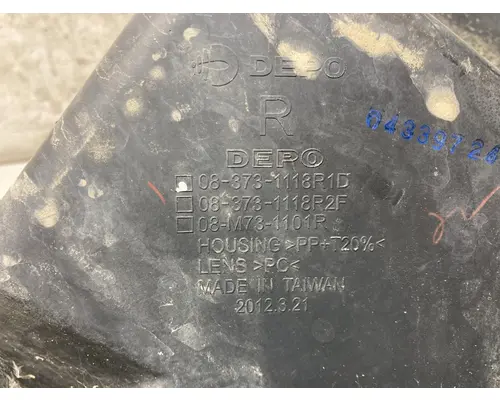 DEPO
R
04339724
DEPO
08-373-1118R1D
08-373-1118R2F
08-M73-1101R
HOUSING >PP+T20%<
LENS >PC<
MADE IN TAIWAN
2012.3.21